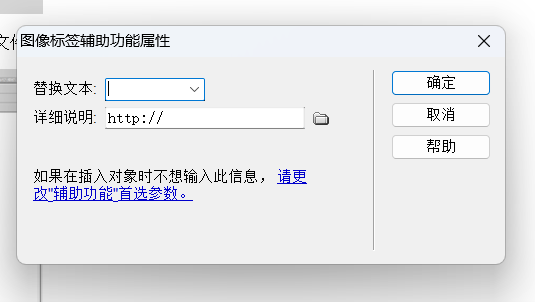 文件
图像标签辅助功能属性
替换文本:
确定
详细说明: http://
取消
帮助
如果在插入对象时不想输入此信息，请更
改"辅助功能"首选参数。